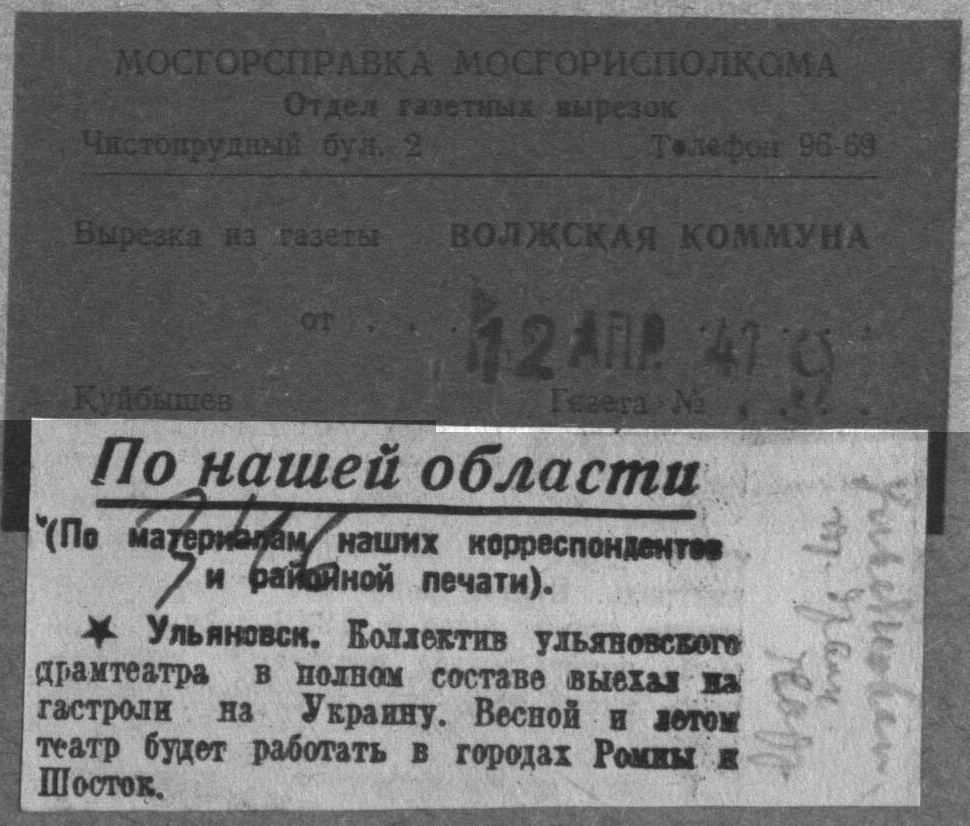 МОСГОРСПРАВКА МОСГОРИСПОЛКОМА
Отдел газетных вырезок
Чистопрудный бул. 2 Телефон 96-69
Вырезка из газеты ВОЛЖСКАЯ КОММУНА
от . . . 12 АПР. 41
Куйбышев Газета № . . . .
По нашей области
(По материалам наших корреспондентов
и районной печати).
★ Ульяновск. Коллектив ульяновского
драмтеатра в полном составе выехал на
гастроли на Украину. Весной и летом
театр будет работать в городах Ромны и
Шосток.